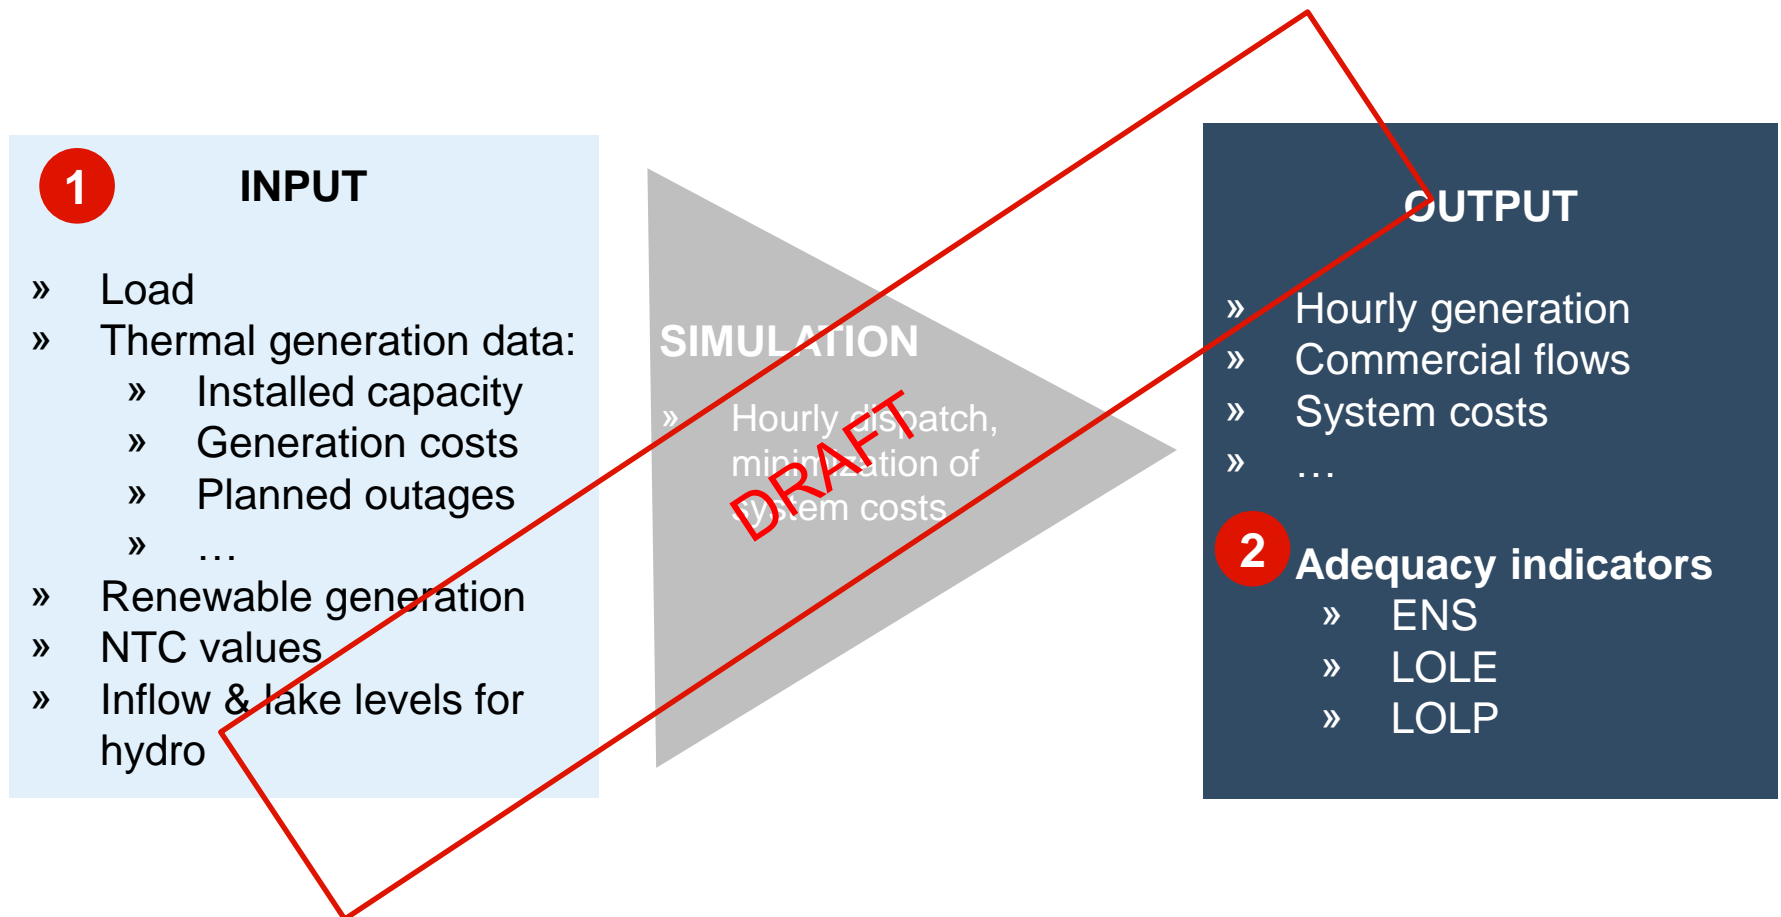 1 INPUT
» Load
» Thermal generation data:
» Installed capacity
» Generation costs
» Planned outages
» …
» Renewable generation
» NTC values
» Inflow & lake levels for
hydro
SIMULATION
» Hourly dispatch,
minimization of
system costs
DRAFT
OUTPUT
» Hourly generation
» Commercial flows
» System costs
» …
2 Adequacy indicators
» ENS
» LOLE
» LOLP